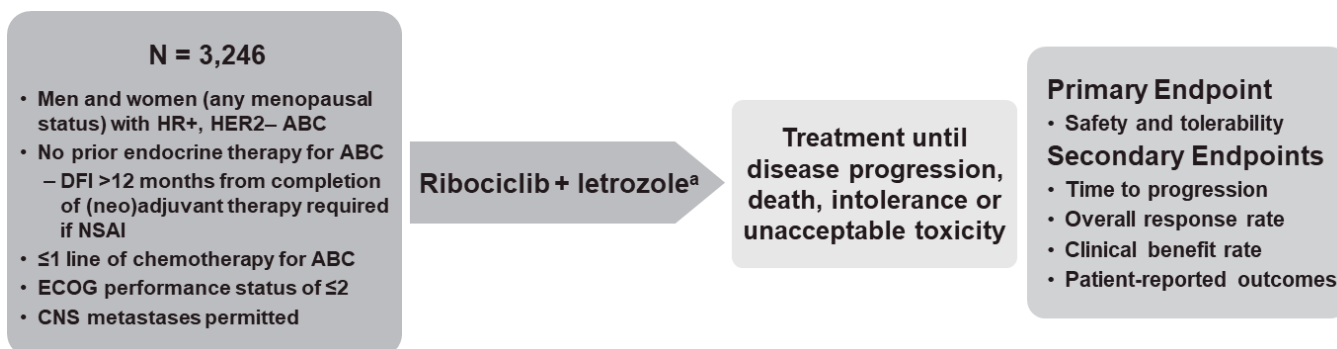 N = 3,246
• Men and women (any menopausal
status) with HR+, HER2– ABC
• No prior endocrine therapy for ABC
– DFI >12 months from completion
of (neo)adjuvant therapy required
if NSAI
• ≤1 line of chemotherapy for ABC
• ECOG performance status of ≤2
• CNS metastases permitted
Ribociclib + letrozoleᵃ
Treatment until
disease progression,
death, intolerance or
unacceptable toxicity
Primary Endpoint
• Safety and tolerability
Secondary Endpoints
• Time to progression
• Overall response rate
• Clinical benefit rate
• Patient-reported outcomes